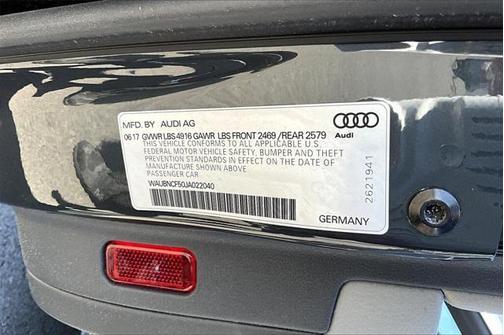 MFD. BY AUDI AG
06 17 GVWR LBS 4916 GAWR LBS FRONT 2469 / REAR 2579
THIS VEHICLE CONFORMS TO ALL APPLICABLE U.S.
FEDERAL MOTOR VEHICLE SAFETY, BUMPER AND THEFT
PREVENTION STANDARDS IN EFFECT ON THE DATE OF
MANUFACTURE SHOWN ABOVE
PASSENGER CAR
WAUBNCF50JA022040
Audi
2621941
GERMANY